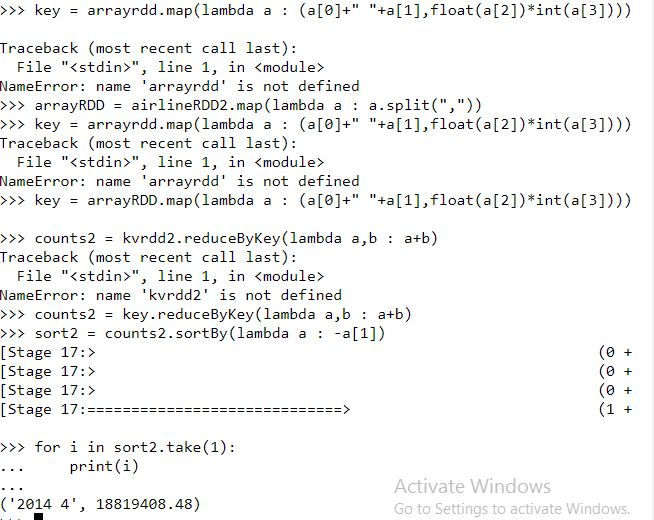 >>> key = arrayrdd.map(lambda a : (a[0]+" "+a[1],float(a[2])*int(a[3])))
Traceback (most recent call last):
  File "<stdin>", line 1, in <module>
NameError: name 'arrayrdd' is not defined
>>> arrayRDD = airlineRDD2.map(lambda a : a.split(","))
>>> key = arrayrdd.map(lambda a : (a[0]+" "+a[1],float(a[2])*int(a[3])))
Traceback (most recent call last):
  File "<stdin>", line 1, in <module>
NameError: name 'arrayrdd' is not defined
>>> key = arrayRDD.map(lambda a : (a[0]+" "+a[1],float(a[2])*int(a[3])))
>>> counts2 = kvrdd2.reduceByKey(lambda a,b : a+b)
Traceback (most recent call last):
  File "<stdin>", line 1, in <module>
NameError: name 'kvrdd2' is not defined
>>> counts2 = key.reduceByKey(lambda a,b : a+b)
>>> sort2 = counts2.sortBy(lambda a : -a[1])
[Stage 17:>                                                         (0 +
[Stage 17:>                                                         (0 +
[Stage 17:>                                                         (0 +
[Stage 17:=============================>                            (1 +
>>> for i in sort2.take(1):
...     print(i)
...
('2014 4', 18819408.48)
>>>
Activate Windows
Go to Settings to activate Windows.